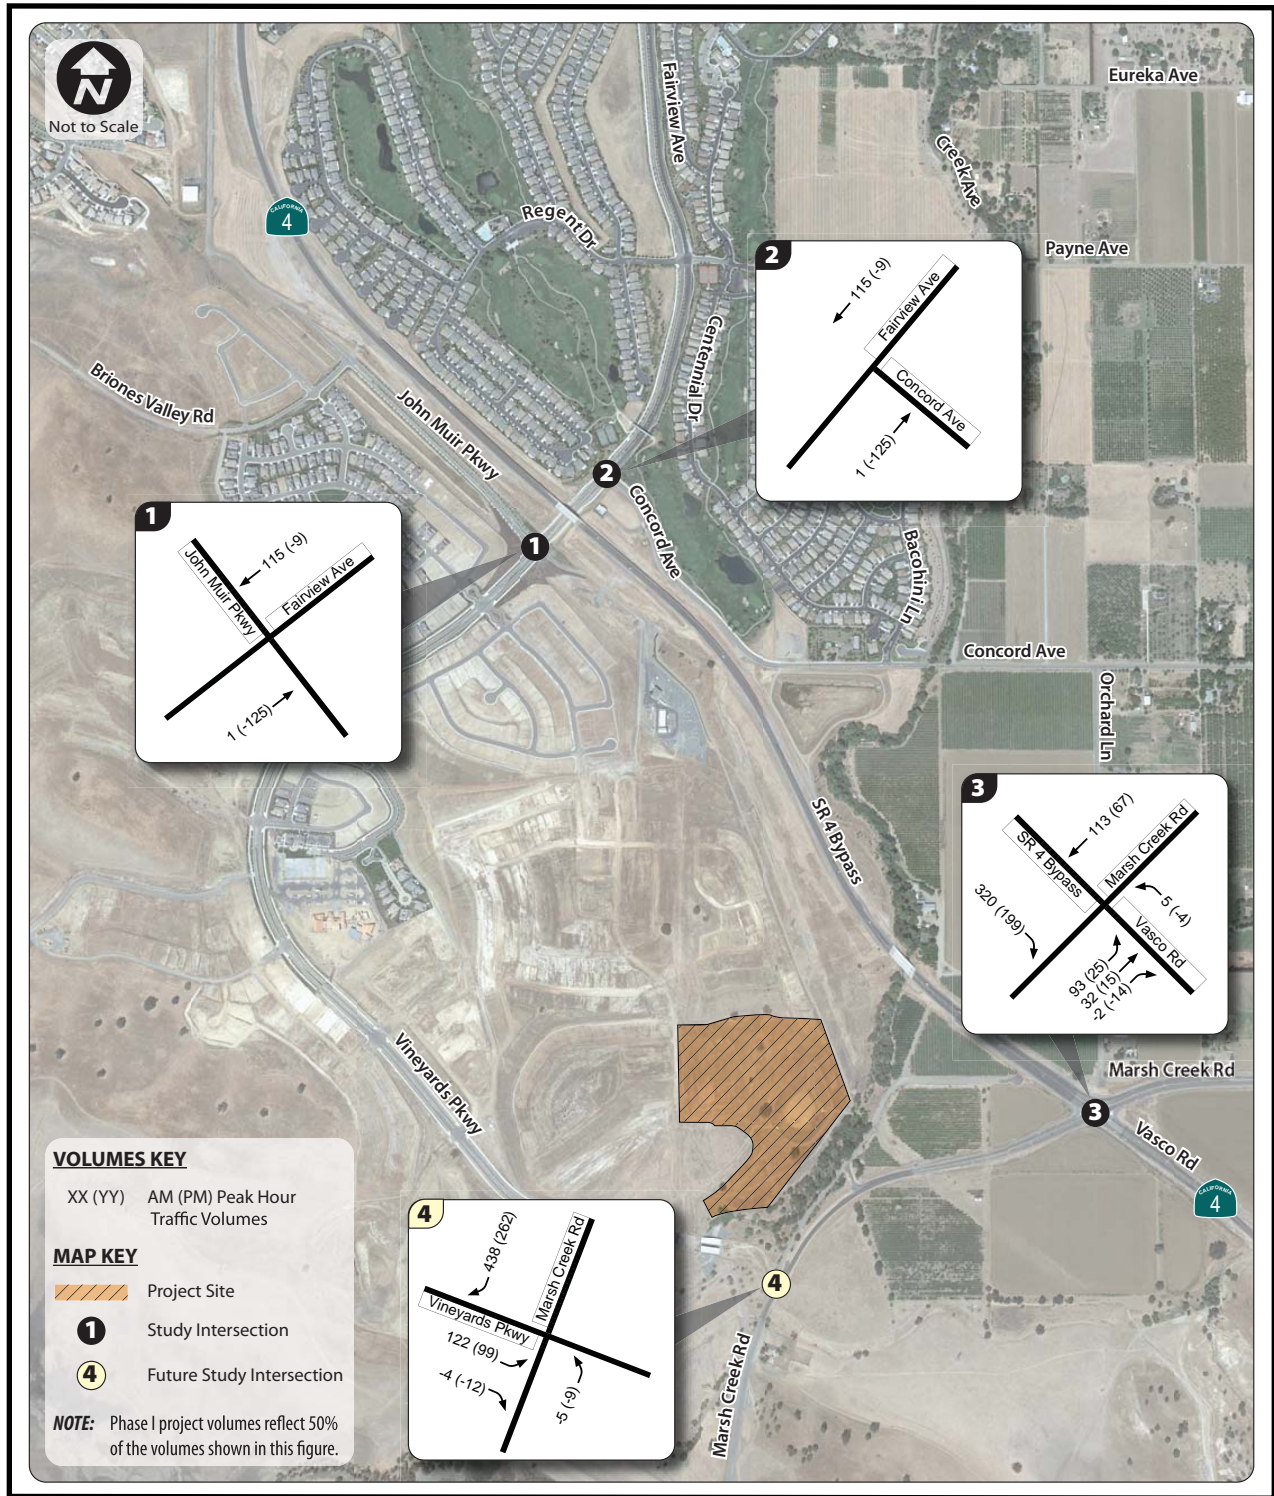 N
Not to Scale
CALIFORNIA
4
Fairview Ave
Eureka Ave
Creek Ave
Regent Dr
Payne Ave
Centennial Dr
Briones Valley Rd
John Muir Pkwy
Concord Ave
Bacohini Ln
Concord Ave
Orchard Ln
SR 4 Bypass
Vineyards Pkwy
Marsh Creek Rd
Vasco Rd
CALIFORNIA
4
Marsh Creek Rd
1
2
3
4
2
115 (-9)
Fairview Ave
Concord Ave
1 (-125)
1
115 (-9)
John Muir Pkwy
Fairview Ave
1 (-125)
3
113 (67)
SR 4 Bypass
Marsh Creek Rd
320 (199)
5 (-4)
Vasco Rd
93 (25)
32 (15)
-2 (-14)
4
438 (262)
Marsh Creek Rd
Vineyards Pkwy
122 (99)
-4 (-12)
-5 (-9)
VOLUMES KEY
XX (YY) AM (PM) Peak Hour
Traffic Volumes
MAP KEY
Project Site
1 Study Intersection
4 Future Study Intersection
NOTE: Phase I project volumes reflect 50%
of the volumes shown in this figure.